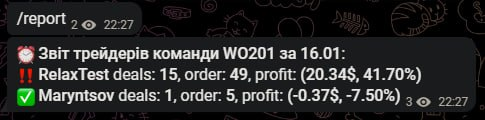 /report
2 22:27
⏰ Звіт трейдерів команди WO201 за 16.01:
‼️ RelaxTest deals: 15, order: 49, profit: (20.34$, 41.70%)
✅ Maryntsov deals: 1, order: 5, profit: (-0.37$, -7.50%)
3 22:27